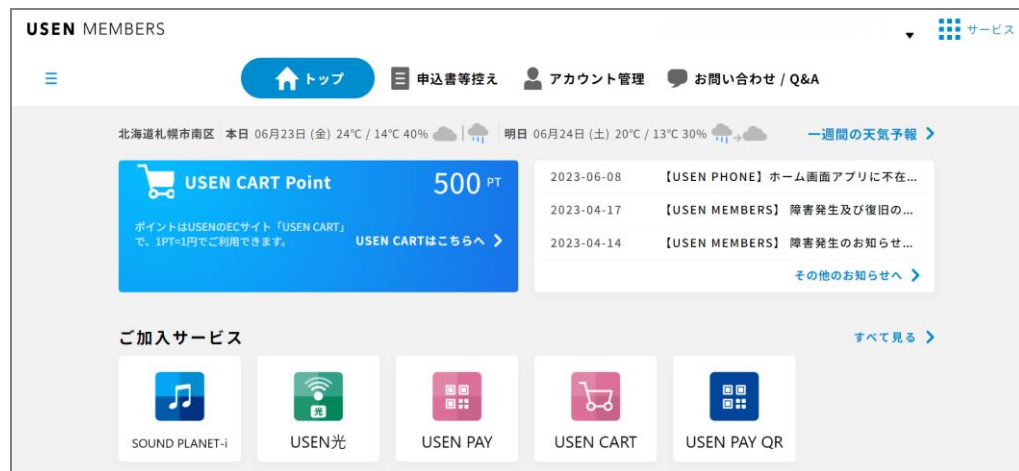 USEN MEMBERS
サービス
トップ 申込書等控え アカウント管理 お問い合わせ / Q&A
北海道札幌市南区 本日 06月23日 (金) 24℃ / 14℃ 40% 明日 06月24日 (土) 20℃ / 13℃ 30% 一週間の天気予報
USEN CART Point 500 PT
ポイントはUSENのECサイト「USEN CART」
で、1PT=1円でご利用できます。 USEN CARTはこちらへ
2023-06-08 【USEN PHONE】ホーム画面アプリに不在...
2023-04-17 【USEN MEMBERS】 障害発生及び復旧の...
2023-04-14 【USEN MEMBERS】 障害発生のお知らせ...
その他のお知らせへ
ご加入サービス すべて見る
光
SOUND PLANET-i USEN光 USEN PAY USEN CART USEN PAY QR